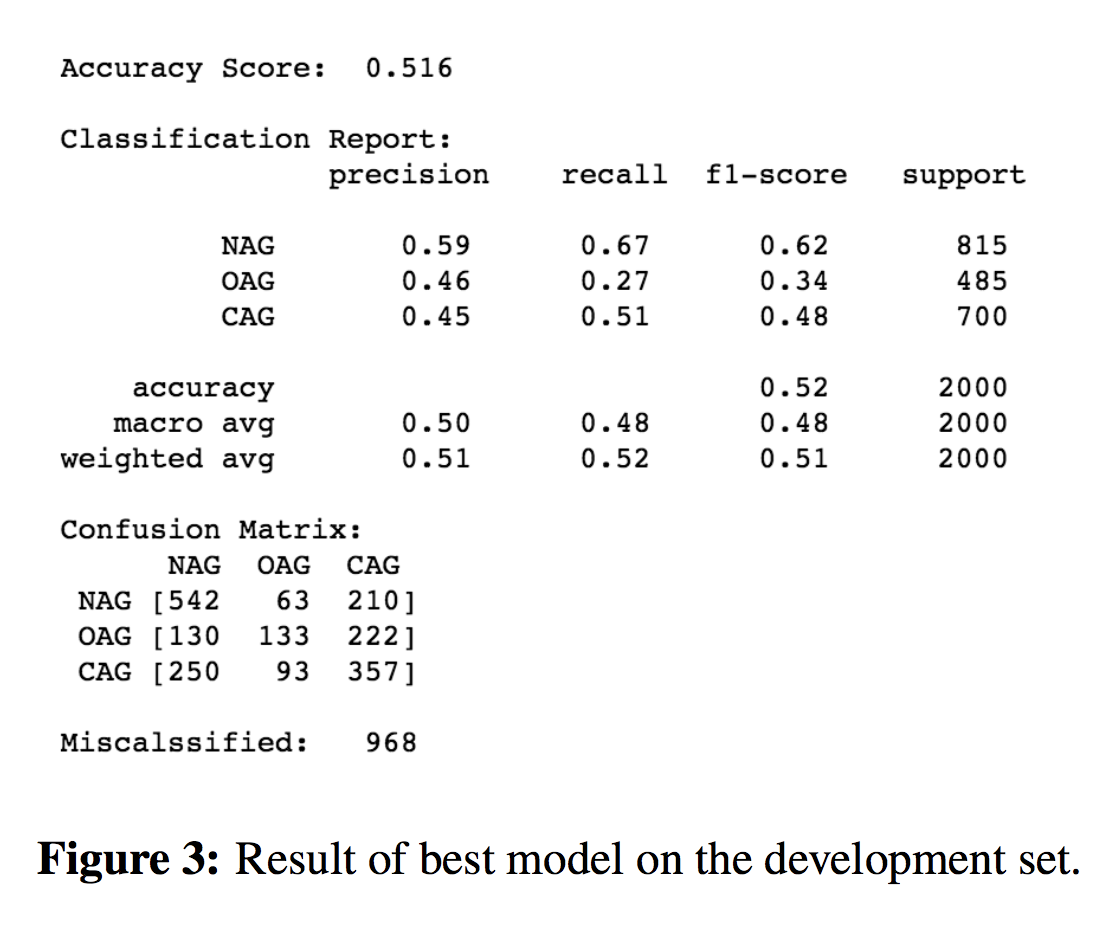 Accuracy Score: 0.516
Classification Report:
precision recall f1-score support
NAG 0.59 0.67 0.62 815
OAG 0.46 0.27 0.34 485
CAG 0.45 0.51 0.48 700
accuracy 0.52 2000
macro avg 0.50 0.48 0.48 2000
weighted avg 0.51 0.52 0.51 2000
Confusion Matrix:
NAG OAG CAG
NAG [542 63 210]
OAG [130 133 222]
CAG [250 93 357]
Miscalssified: 968
Figure 3: Result of best model on the development set.